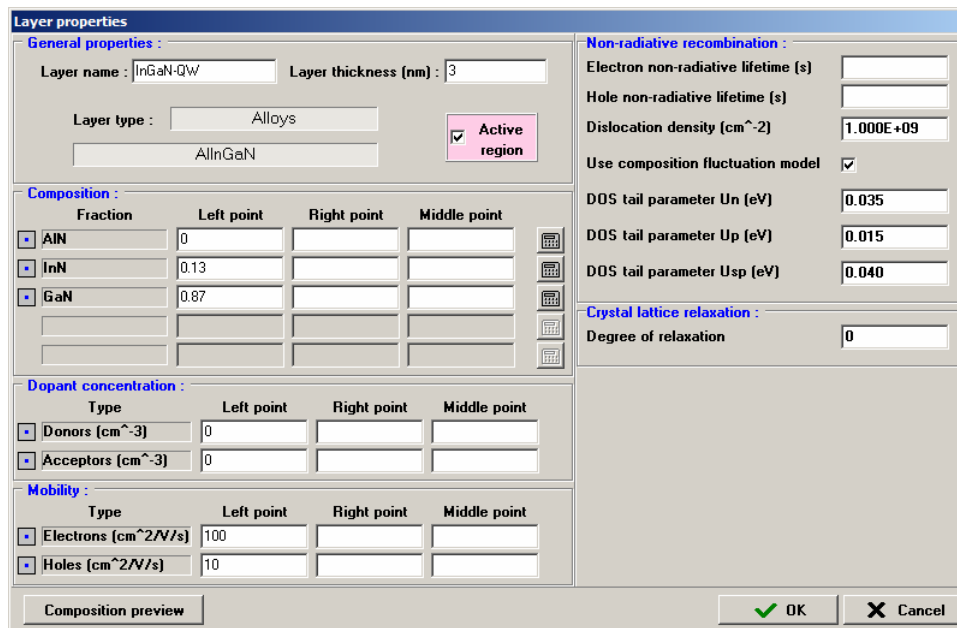 Layer properties
General properties :
Layer name : InGaN-QW Layer thickness (nm) : 3
Layer type : Alloys
AlInGaN
Active region
Composition :
Fraction Left point Right point Middle point
AlN 0
InN 0.13
GaN 0.87
Dopant concentration :
Type Left point Right point Middle point
Donors (cm^-3) 0
Acceptors (cm^-3) 0
Mobility :
Type Left point Right point Middle point
Electrons (cm^2/V/s) 100
Holes (cm^2/V/s) 10
Non-radiative recombination :
Electron non-radiative lifetime (s)
Hole non-radiative lifetime (s)
Dislocation density (cm^-2) 1.000E+09
Use composition fluctuation model
DOS tail parameter Un (eV) 0.035
DOS tail parameter Up (eV) 0.015
DOS tail parameter Usp (eV) 0.040
Crystal lattice relaxation :
Degree of relaxation 0
Composition preview OK Cancel